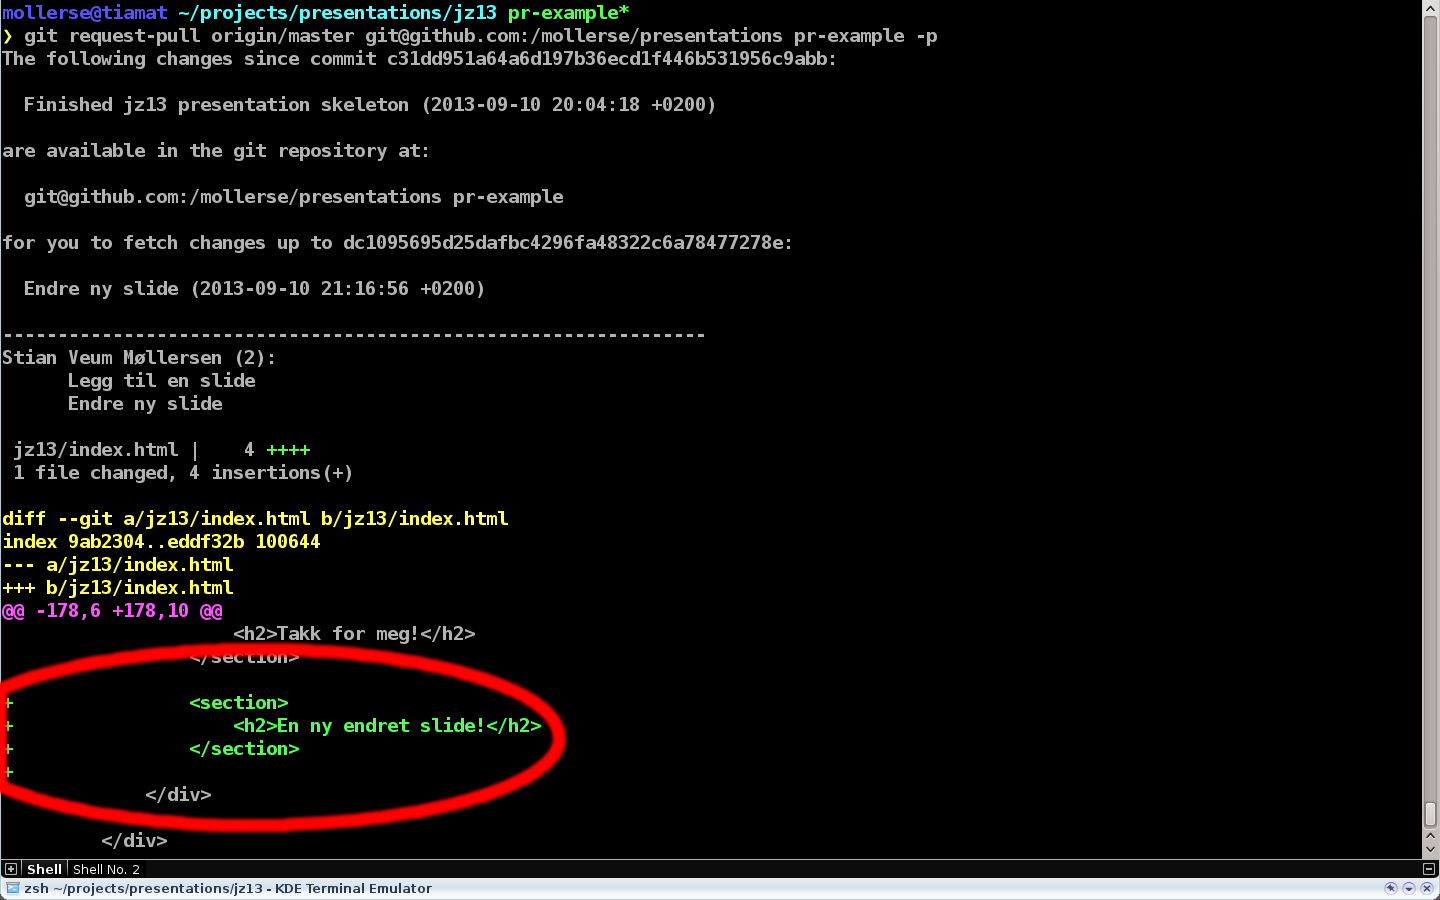 mollerse@tiamat ~/projects/presentations/jz13 pr-example*
❯ git request-pull origin/master git@github.com:/mollerse/presentations pr-example -p
The following changes since commit c31dd951a64a6d197b36ecd1f446b531956c9abb:
Finished jz13 presentation skeleton (2013-09-10 20:04:18 +0200)
are available in the git repository at:
git@github.com:/mollerse/presentations pr-example
for you to fetch changes up to dc1095695d25dafbc4296fa48322c6a78477278e:
Endre ny slide (2013-09-10 21:16:56 +0200)
----------------------------------------------------------------
Stian Veum Møllersen (2):
Legg til en slide
Endre ny slide
jz13/index.html |    4 ++++
1 file changed, 4 insertions(+)
diff --git a/jz13/index.html b/jz13/index.html
index 9ab2304..eddf32b 100644
--- a/jz13/index.html
+++ b/jz13/index.html
@@ -178,6 +178,10 @@
<h2>Takk for meg!</h2>
</section>
+                <section>
+                    <h2>En ny endret slide!</h2>
+                </section>
+
</div>
</div>
Shell Shell No. 2
zsh ~/projects/presentations/jz13 - KDE Terminal Emulator